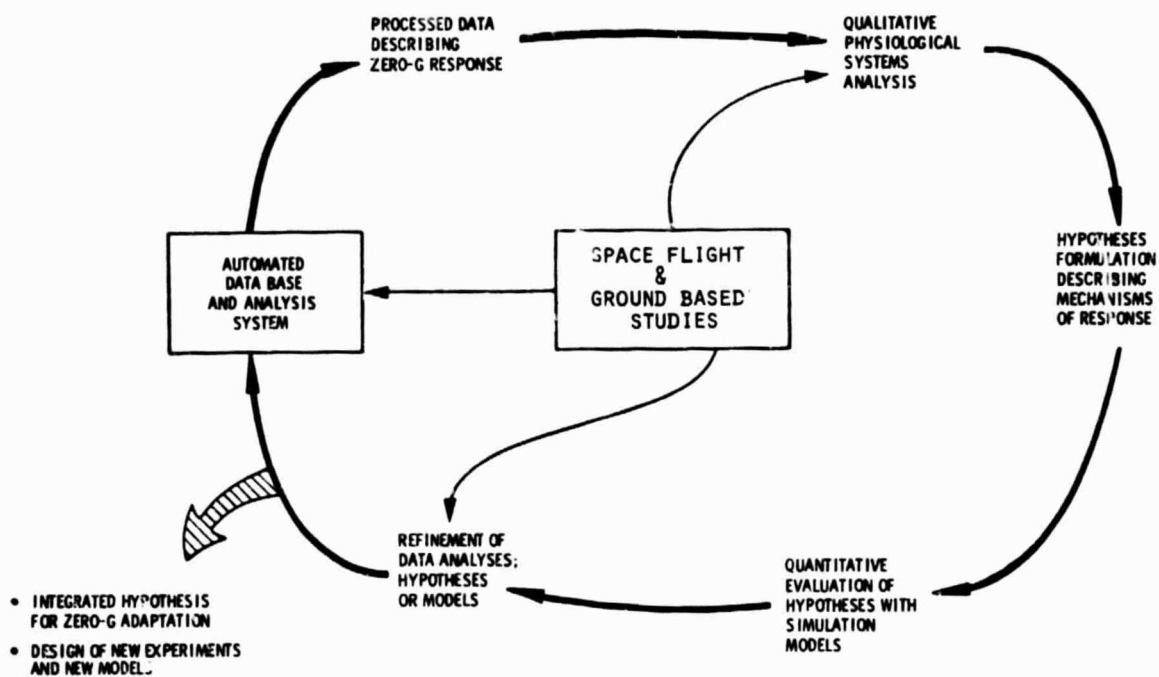 PROCESSED DATA
DESCRIBING
ZERO-G RESPONSE
QUALITATIVE
PHYSIOLOGICAL
SYSTEMS
ANALYSIS
AUTOMATED
DATA BASE
AND ANALYSIS
SYSTEM
SPACE FLIGHT
&
GROUND BASED
STUDIES
HYPOTHESES
FORMULATION
DESCRIBING
MECHANISMS
OF RESPONSE
REFINEMENT OF
DATA ANALYSES;
HYPOTHESES
OR MODELS
QUANTITATIVE
EVALUATION OF
HYPOTHESES WITH
SIMULATION
MODELS
• INTEGRATED HYPOTHESIS
FOR ZERO-G ADAPTATION
• DESIGN OF NEW EXPERIMENTS
AND NEW MODELS